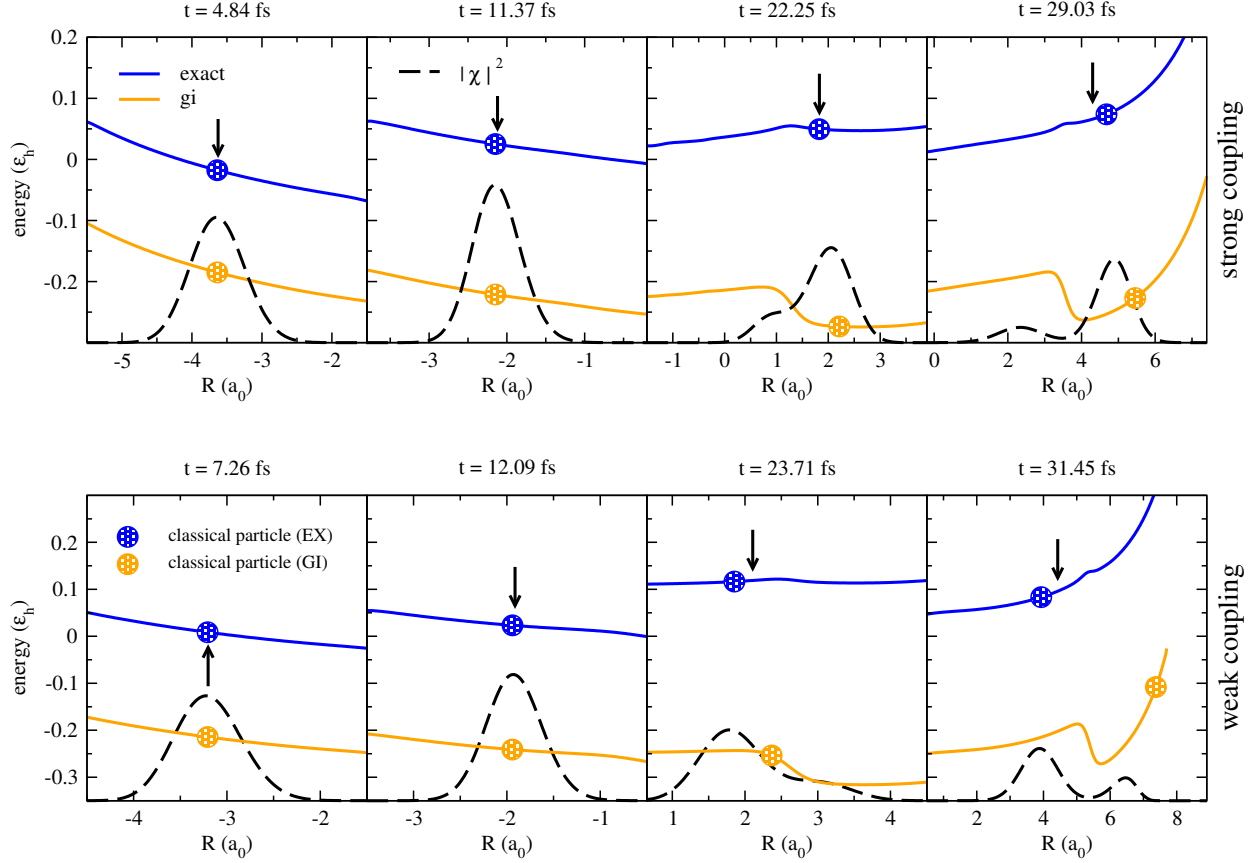 t = 4.84 fs
t = 11.37 fs
t = 22.25 fs
t = 29.03 fs
0.2
0.1
0
-0.1
-0.2
energy (ε_h)
exact
gi
|χ|²
-5 -4 -3 -2
-3 -2 -1
-1 0 1 2 3
0 2 4 6
R (a₀)
R (a₀)
R (a₀)
R (a₀)
strong coupling
t = 7.26 fs
t = 12.09 fs
t = 23.71 fs
t = 31.45 fs
0.2
0.1
0
-0.1
-0.2
-0.3
energy (ε_h)
classical particle (EX)
classical particle (GI)
-4 -3 -2
-3 -2 -1
1 2 3 4
2 4 6 8
R (a₀)
R (a₀)
R (a₀)
R (a₀)
weak coupling